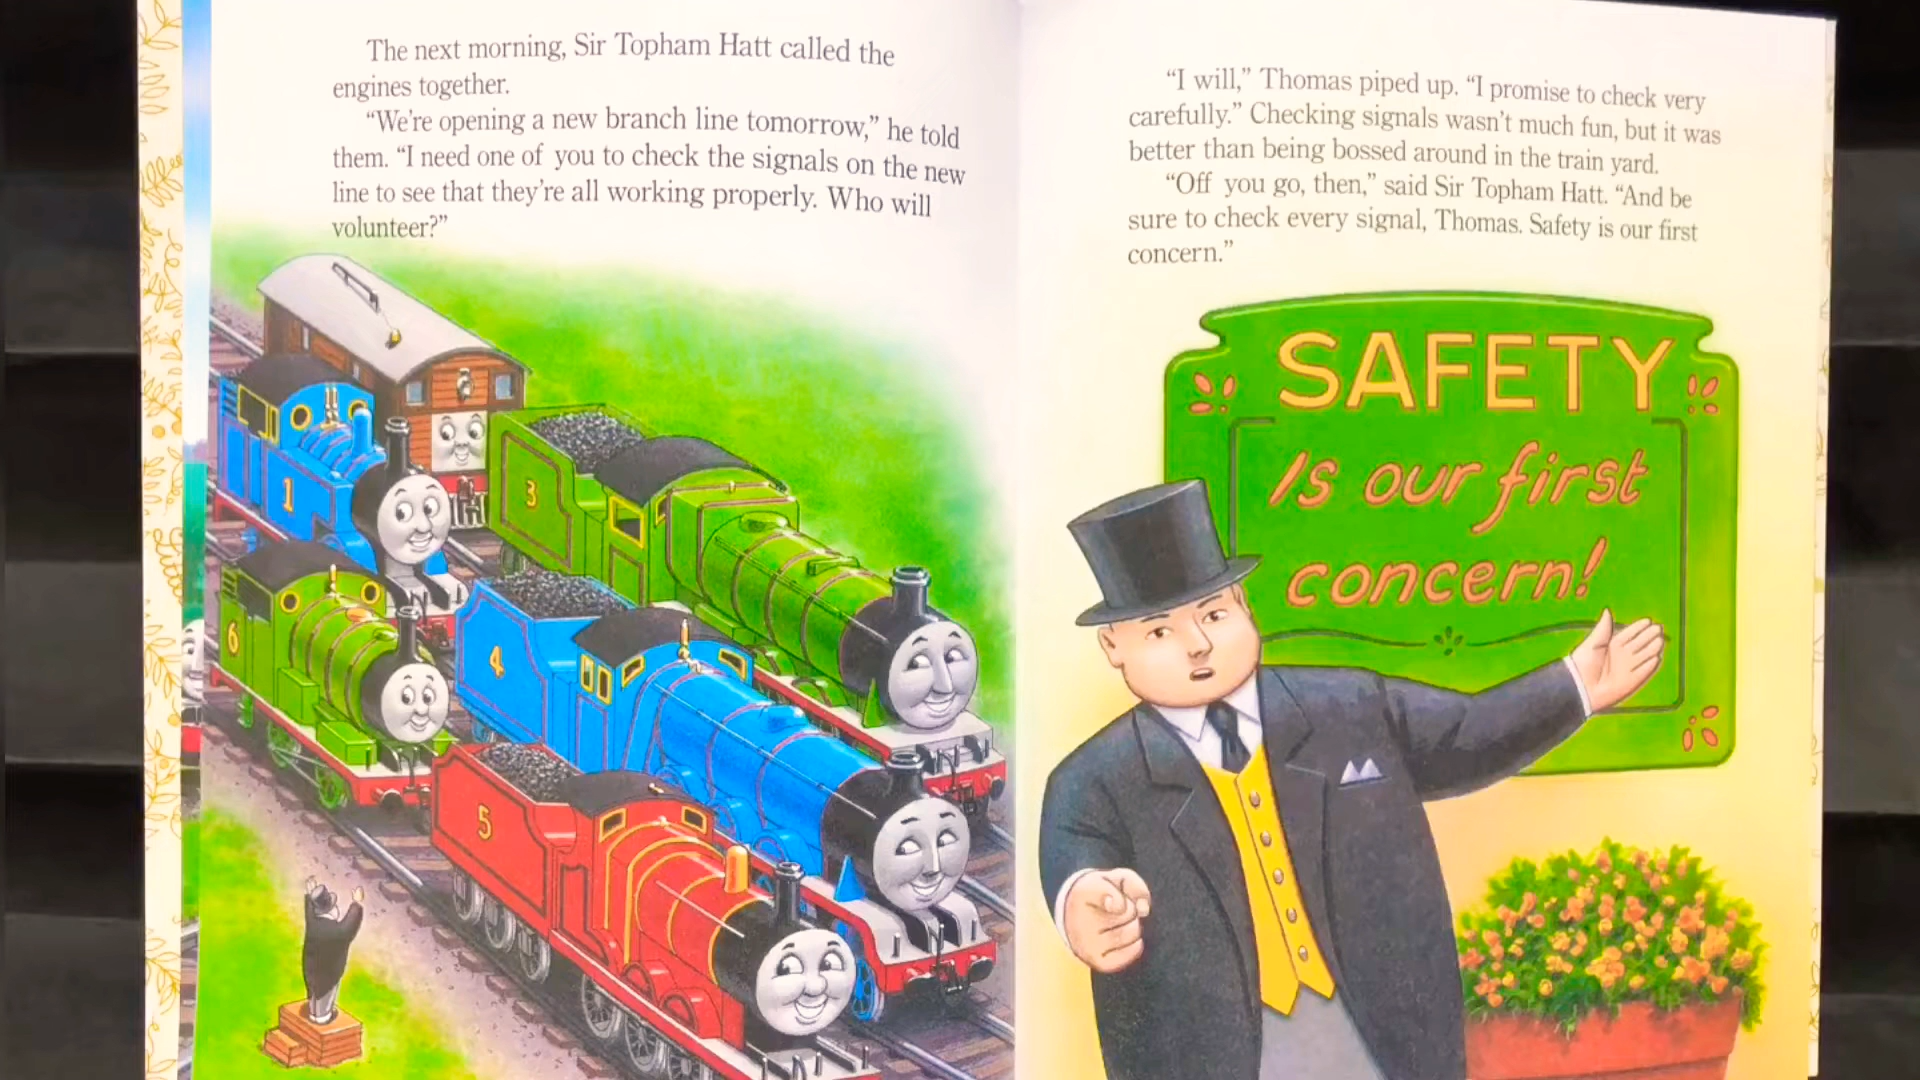 The next morning, Sir Topham Hatt called the
engines together.
“We're opening a new branch line tomorrow,” he told
them. “I need one of you to check the signals on the new
line to see that they're all working properly. Who will
volunteer?”
1
3
6
4
5
“I will,” Thomas piped up. “I promise to check very
carefully.” Checking signals wasn't much fun, but it was
better than being bossed around in the train yard.
“Off you go, then,” said Sir Topham Hatt. “And be
sure to check every signal, Thomas. Safety is our first
concern.”
SAFETY
Is our first
concern!